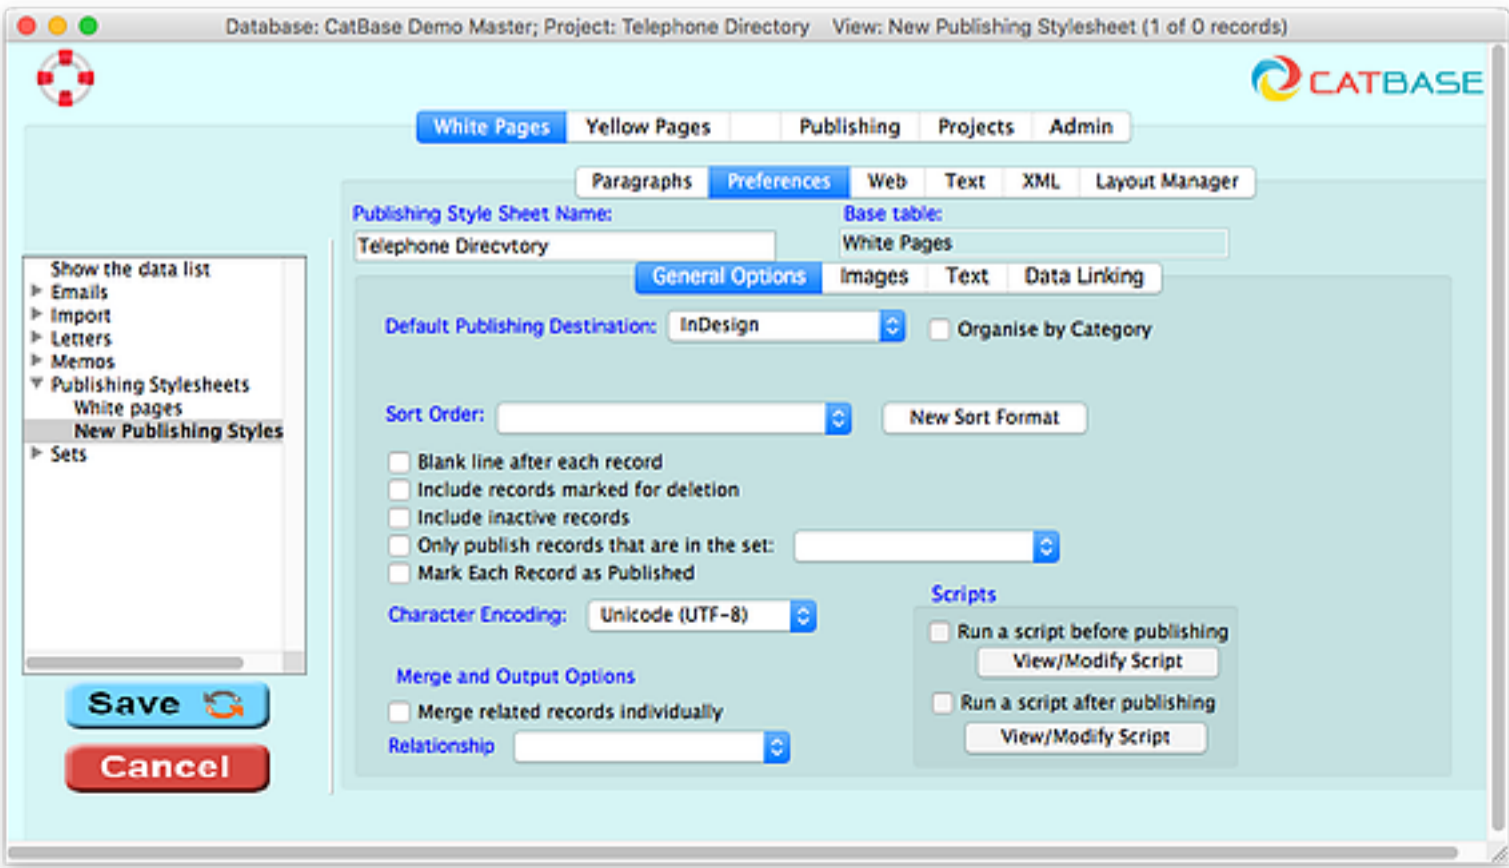 Database: CatBase Demo Master; Project: Telephone Directory View: New Publishing Stylesheet (1 of 0 records)
CATBASE
White Pages Yellow Pages Publishing Projects Admin
Paragraphs Preferences Web Text XML Layout Manager
Publishing Style Sheet Name: Base table:
Telephone Direcvtory White Pages
General Options Images Text Data Linking
Show the data list
Emails
Import
Letters
Memos
Publishing Stylesheets
White pages
New Publishing Styles
Sets
Default Publishing Destination: InDesign Organise by Category
Sort Order: New Sort Format
Blank line after each record
Include records marked for deletion
Include inactive records
Only publish records that are in the set:
Mark Each Record as Published
Character Encoding: Unicode (UTF-8)
Scripts
Run a script before publishing
View/Modify Script
Run a script after publishing
View/Modify Script
Merge and Output Options
Merge related records individually
Relationship
Save
Cancel